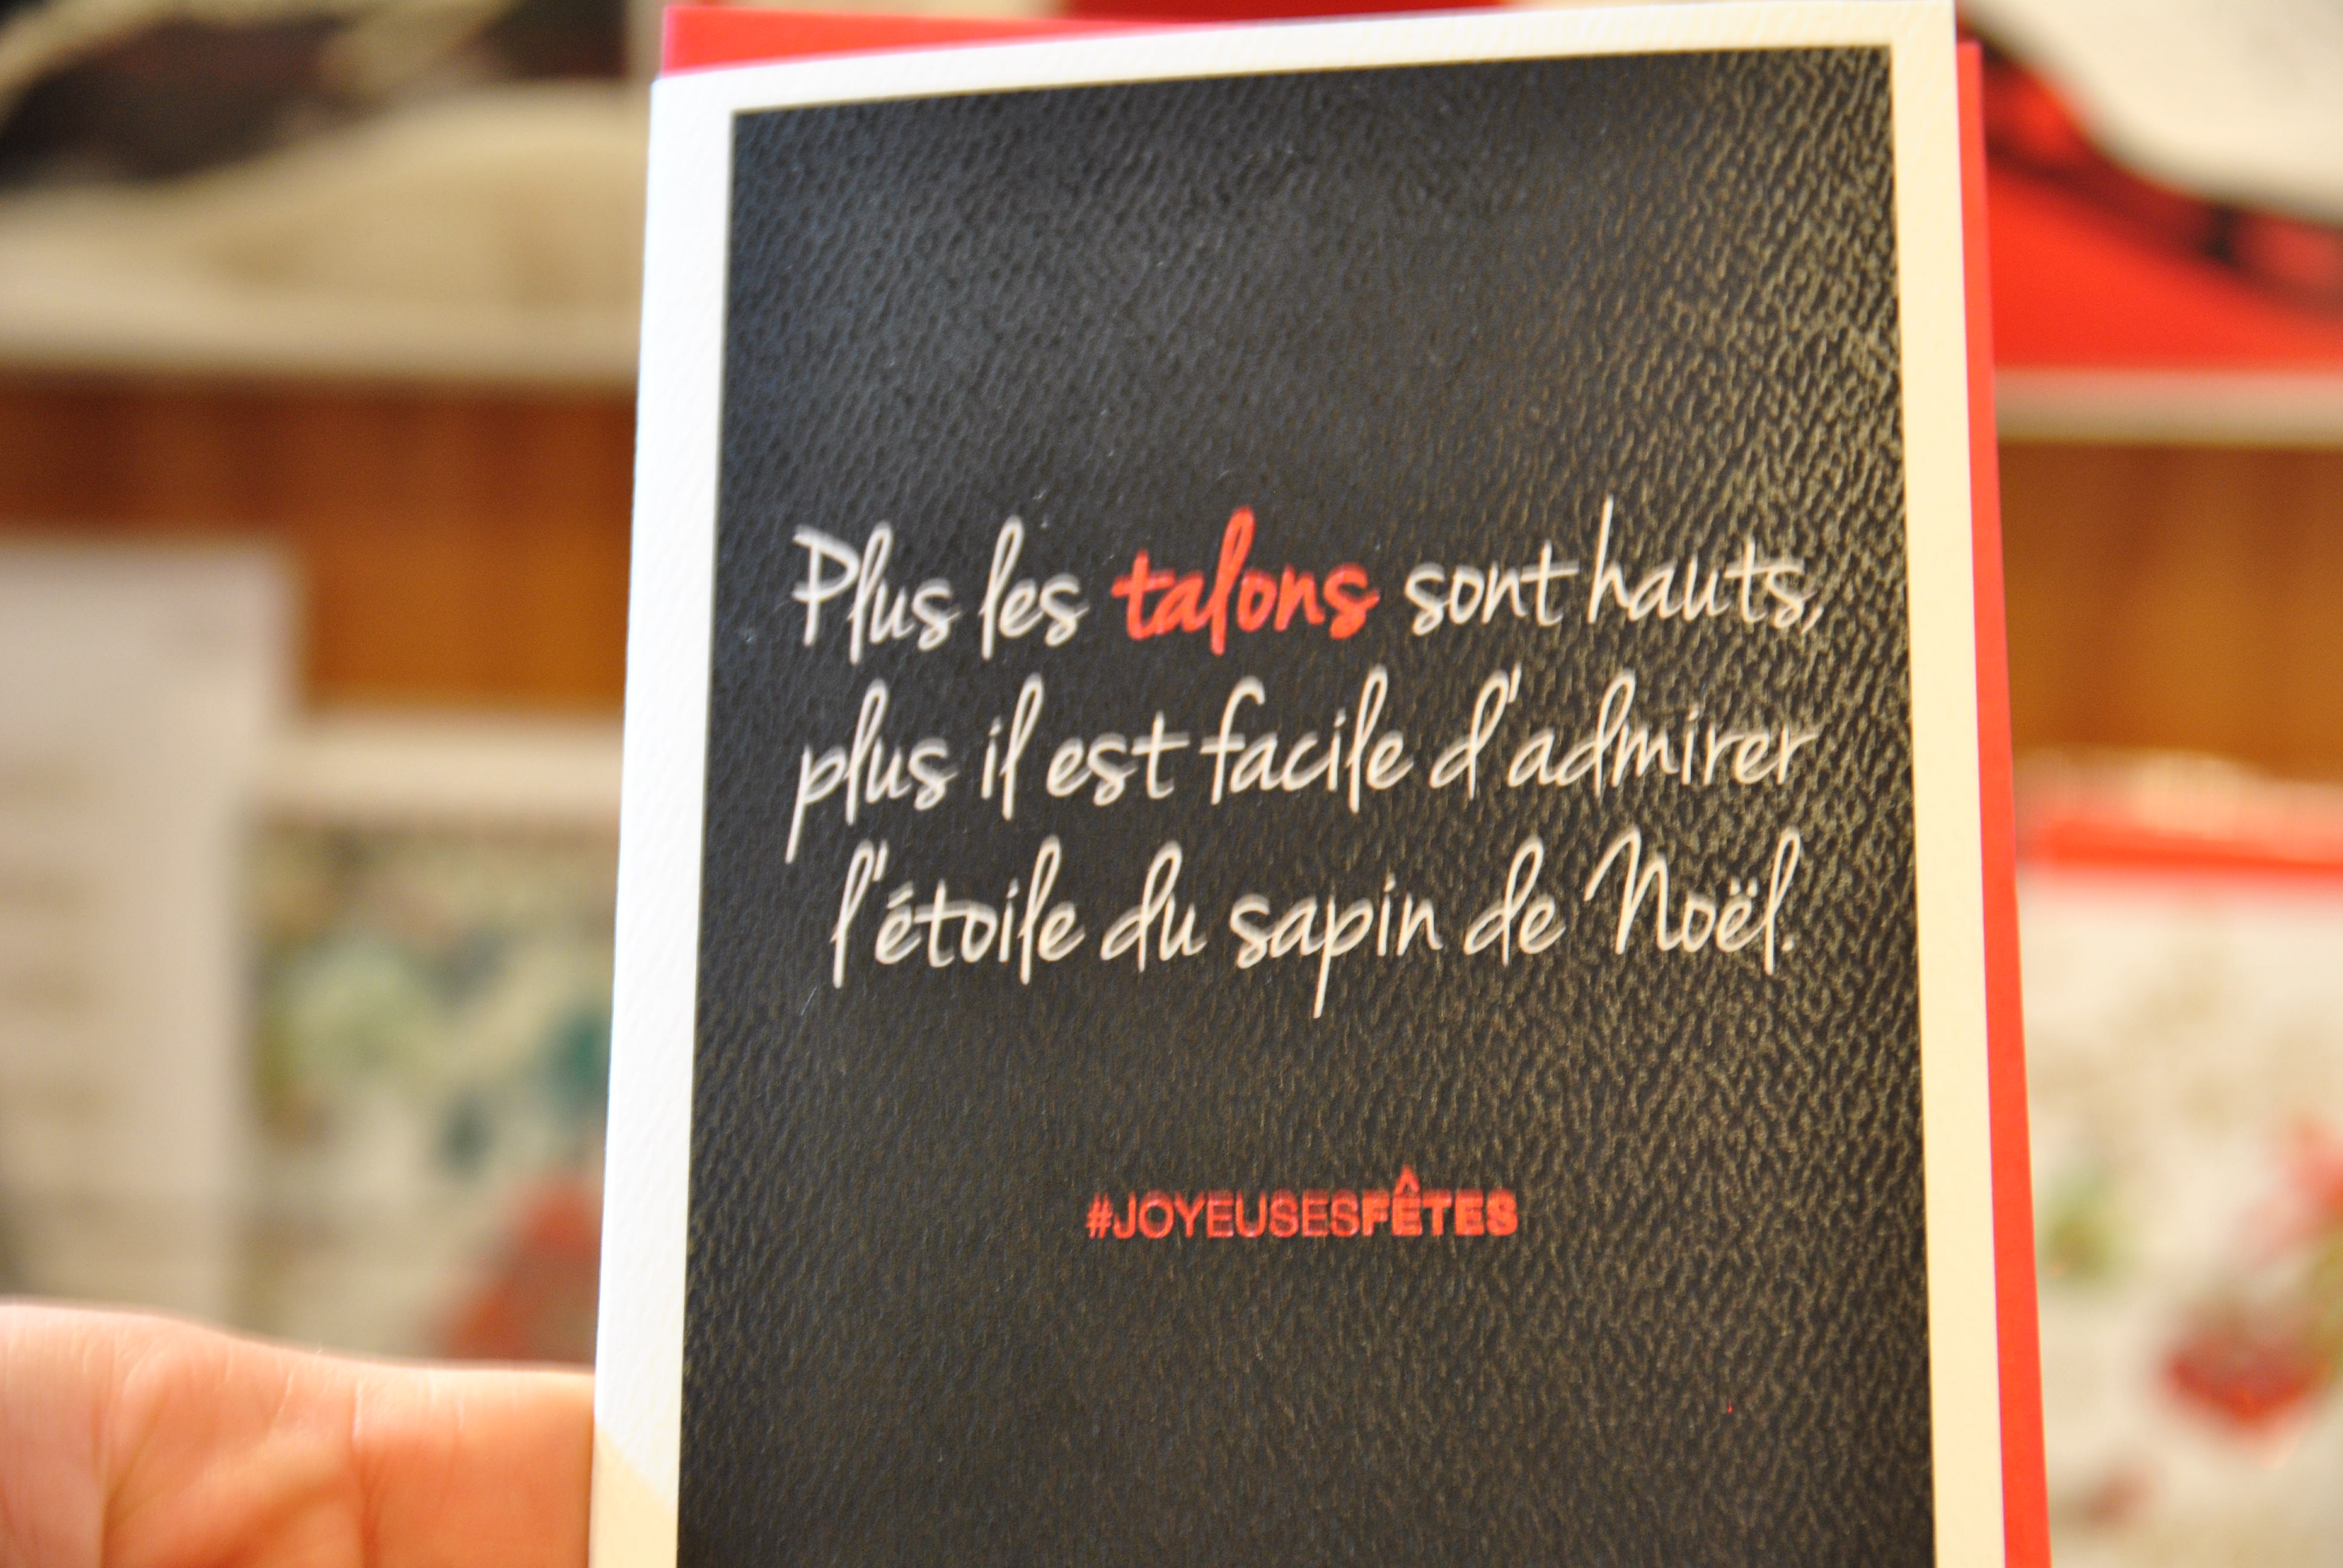 Plus les talons sont hauts,
plus il est facile d'admirer
l'étoile du sapin de Noël.
#JOYEUSESFÊTES